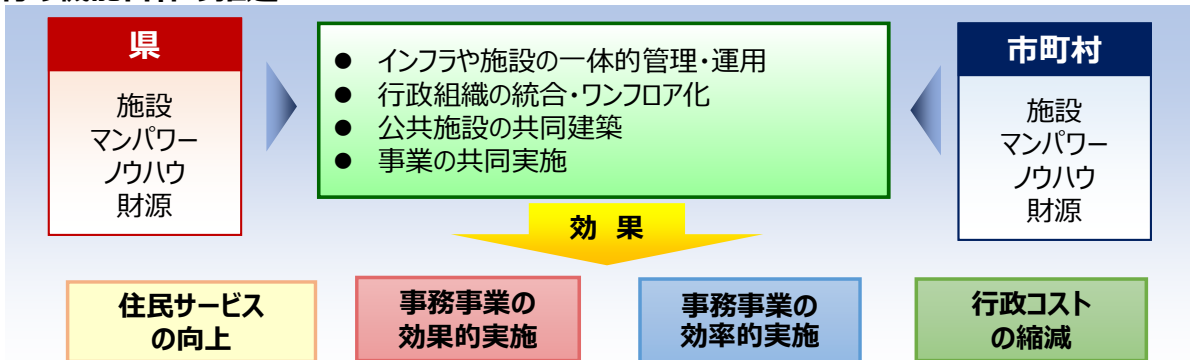 県
施設
マンパワー
ノウハウ
財源
● インフラや施設の一体的管理・運用
● 行政組織の統合・ワンフロア化
● 公共施設の共同建築
● 事業の共同実施
市町村
施設
マンパワー
ノウハウ
財源
効 果
住民サービス
の向上
事務事業の
効果的実施
事務事業の
効率的実施
行政コスト
の縮減